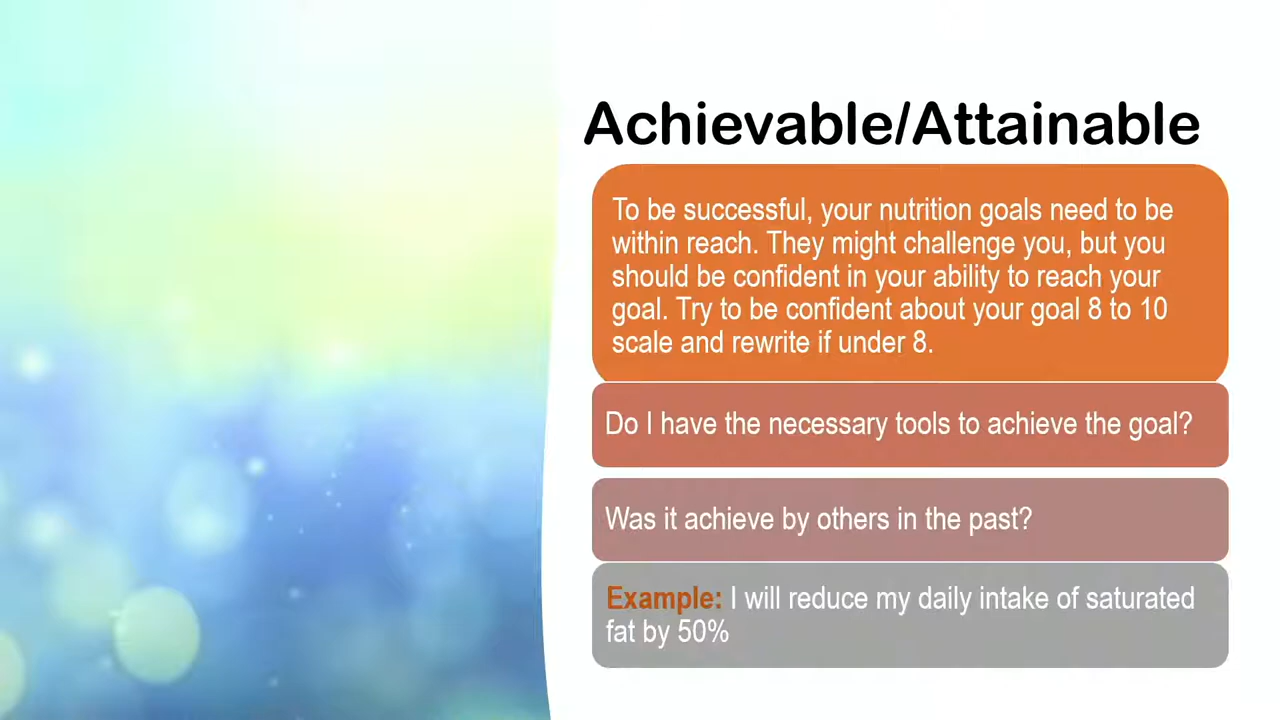 Achievable/Attainable
To be successful, your nutrition goals need to be
within reach. They might challenge you, but you
should be confident in your ability to reach your
goal. Try to be confident about your goal 8 to 10
scale and rewrite if under 8.
Do I have the necessary tools to achieve the goal?
Was it achieve by others in the past?
Example: I will reduce my daily intake of saturated
fat by 50%